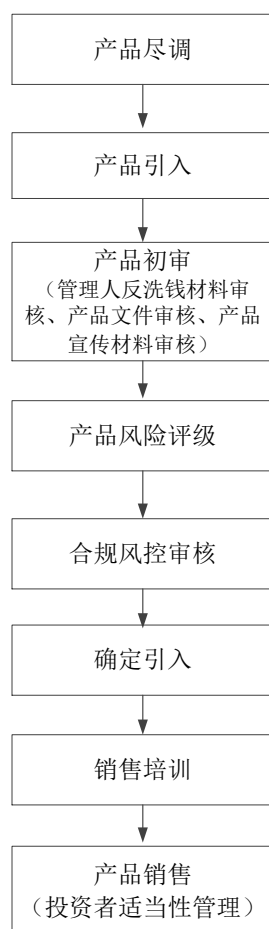 产品尽调
产品引入
产品初审
（管理人反洗钱材料审
核、产品文件审核、产品
宣传材料审核）
产品风险评级
合规风控审核
确定引入
销售培训
产品销售
（投资者适当性管理）